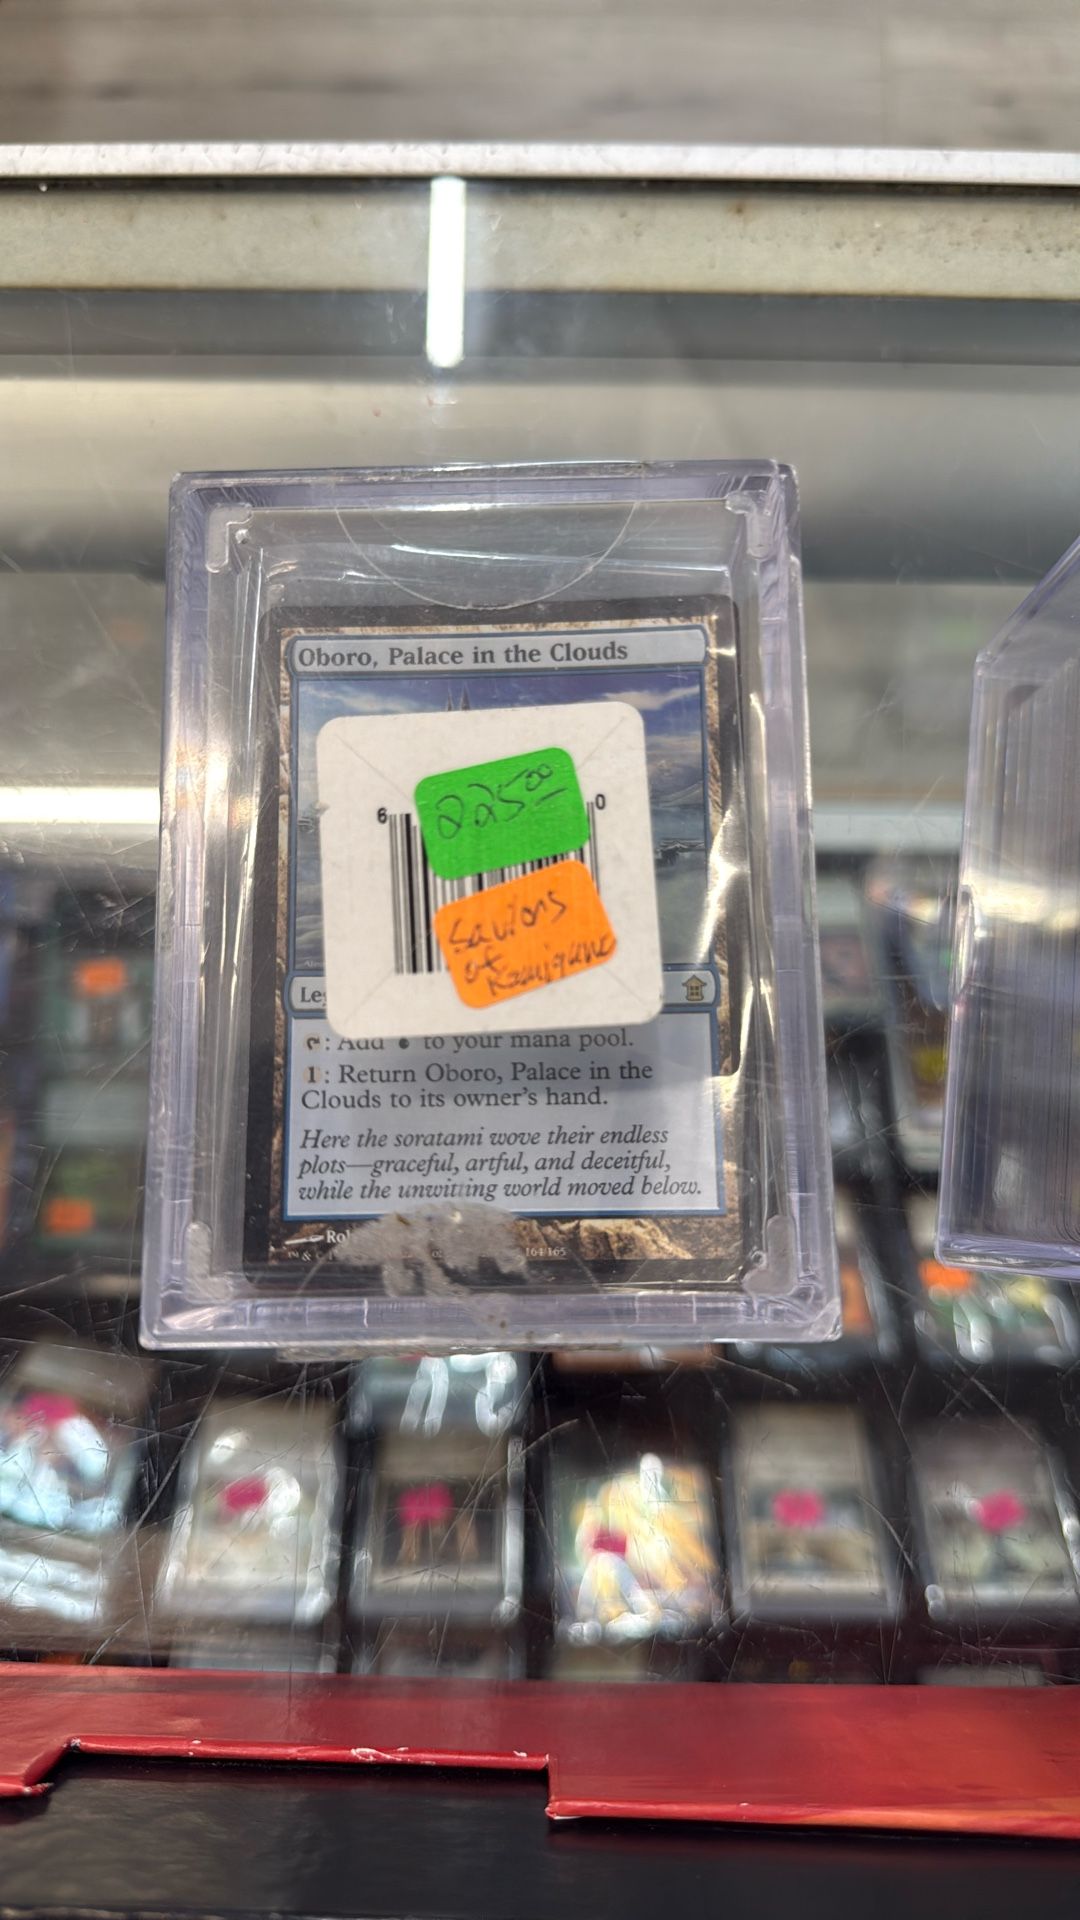 Oboro, Palace in the Clouds
225.00
6
0
Saviors
of
Kamigawa
: Add to your mana pool.
1: Return Oboro, Palace in the
Clouds to its owner's hand.
Here the soratami wove their endless
plots—graceful, artful, and deceitful,
while the unwitting world moved below.
164/165